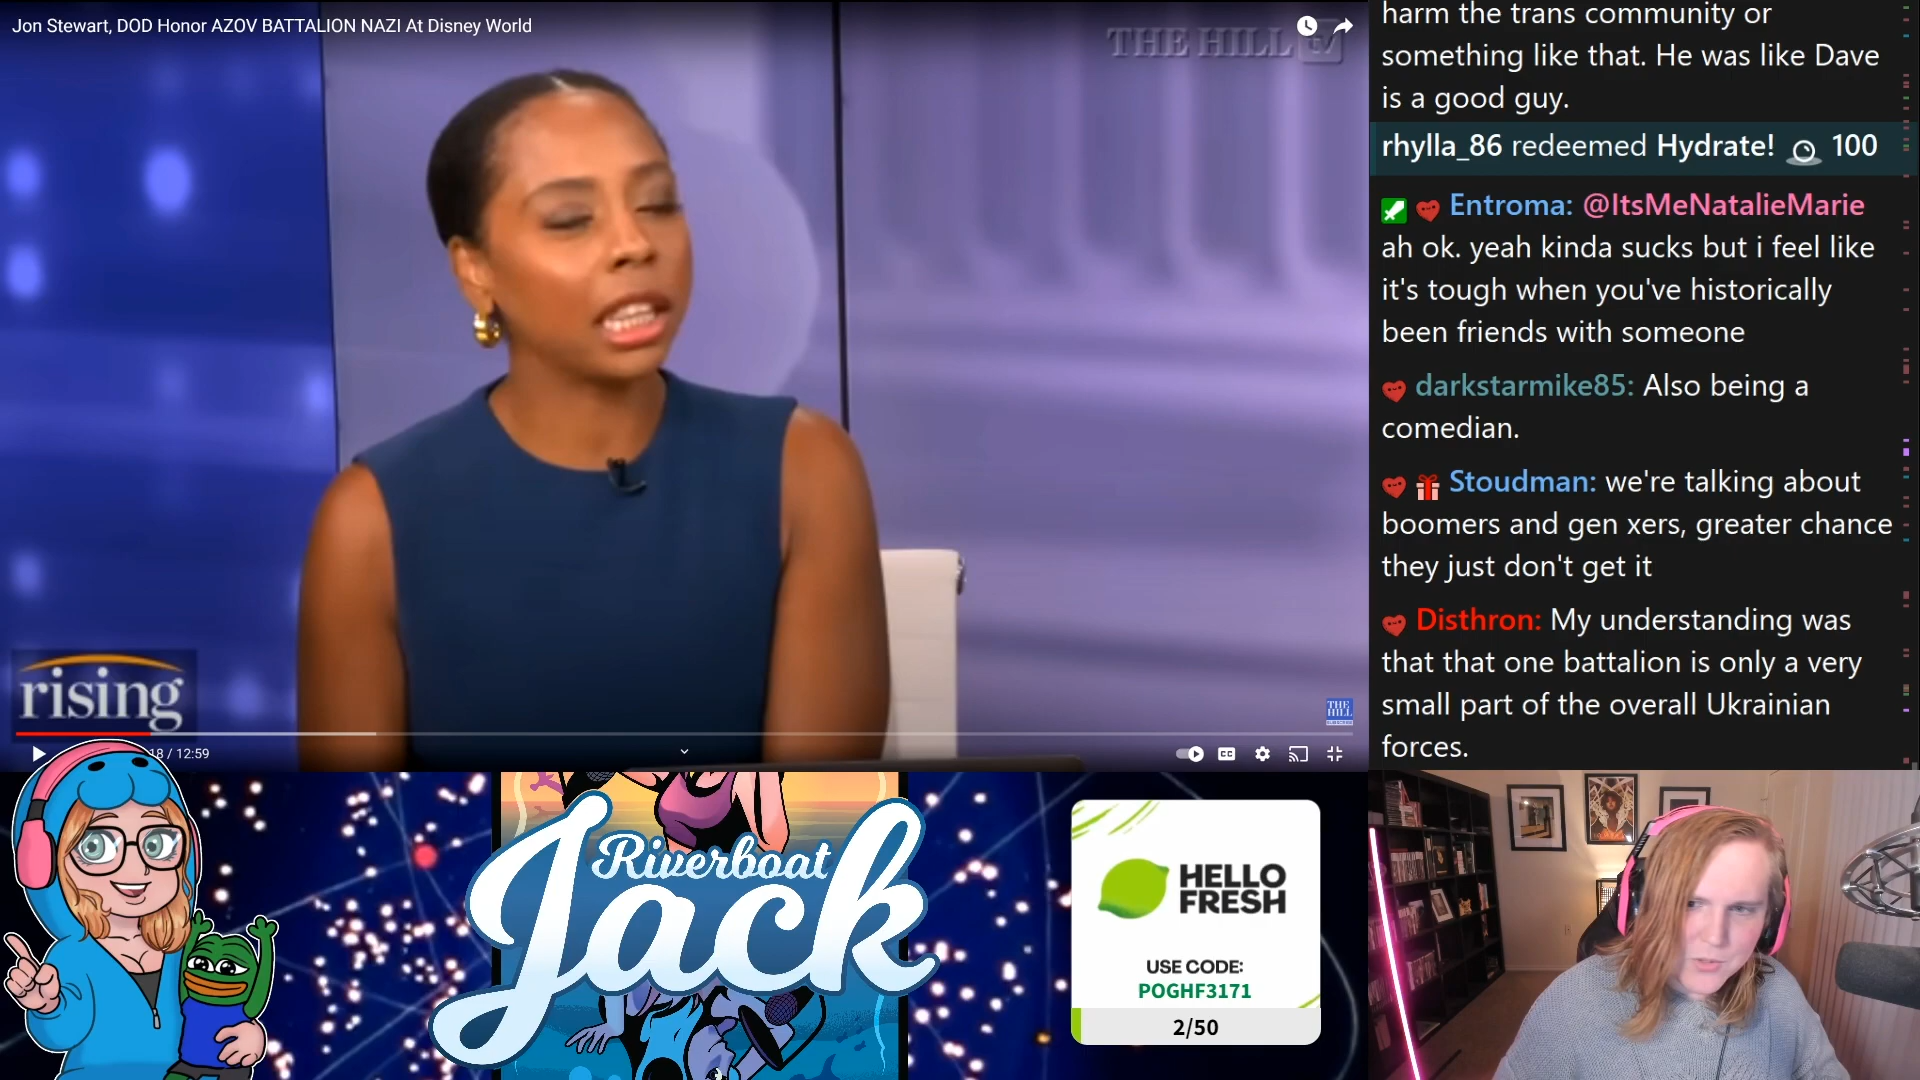 Jon Stewart, DOD Honor AZOV BATTALION NAZI At Disney World
THE HILL TV
rising
THE
HILL
18 / 12:59
CC
harm the trans community or
something like that. He was like Dave
is a good guy.
rhylla_86 redeemed Hydrate! 100
Entroma: @ItsMeNatalieMarie
ah ok. yeah kinda sucks but i feel like
it's tough when you've historically
been friends with someone
darkstarmike85: Also being a
comedian.
Stoudman: we're talking about
boomers and gen xers, greater chance
they just don't get it
Disthron: My understanding was
that that one battalion is only a very
small part of the overall Ukrainian
forces.
Riverboat
Jack
HELLO
FRESH
USE CODE:
POGHF3171
2/50